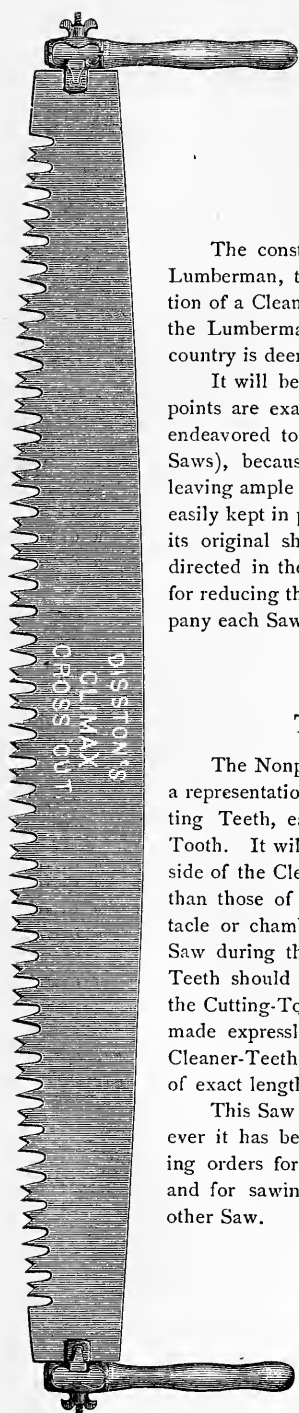 DISSTON'S
CLIMAX
CROSS CUT
The const
Lumberman, t
tion of a Clean
the Lumberma
country is deer
It will be
points are exa
endeavored to
Saws), becaus
leaving ample
easily kept in p
its original sh
directed in the
for reducing th
pany each Saw
T
The Nonp
a representatio
ting Teeth, ea
Tooth. It wil
side of the Cle
than those of
tacle or chamb
Saw during th
Teeth should
the Cutting-To
made expressl
Cleaner-Teeth
of exact length
This Saw
ever it has be
ing orders for
and for sawin
other Saw.